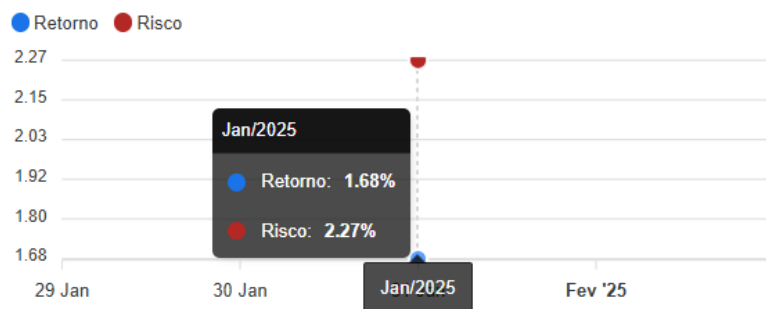 Retorno Risco
2.27
2.15
2.03
1.92
1.80
1.68
Jan/2025
Retorno: 1.68%
Risco: 2.27%
29 Jan
30 Jan
Jan/2025
Fev '25